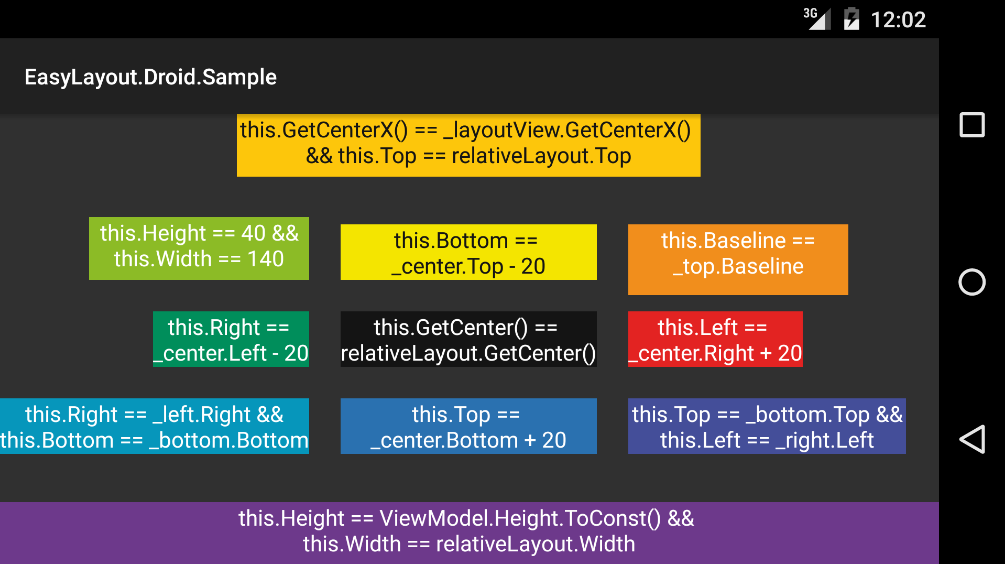 3G 12:02
EasyLayout.Droid.Sample
this.GetCenterX() == _layoutView.GetCenterX()
&& this.Top == relativeLayout.Top
this.Height == 40 &&
this.Width == 140
this.Bottom ==
_center.Top - 20
this.Baseline ==
_top.Baseline
this.Right ==
_center.Left - 20
this.GetCenter() ==
relativeLayout.GetCenter()
this.Left ==
_center.Right + 20
this.Right == _left.Right &&
this.Bottom == _bottom.Bottom
this.Top ==
_center.Bottom + 20
this.Top == _bottom.Top &&
this.Left == _right.Left
this.Height == ViewModel.Height.ToConst() &&
this.Width == relativeLayout.Width